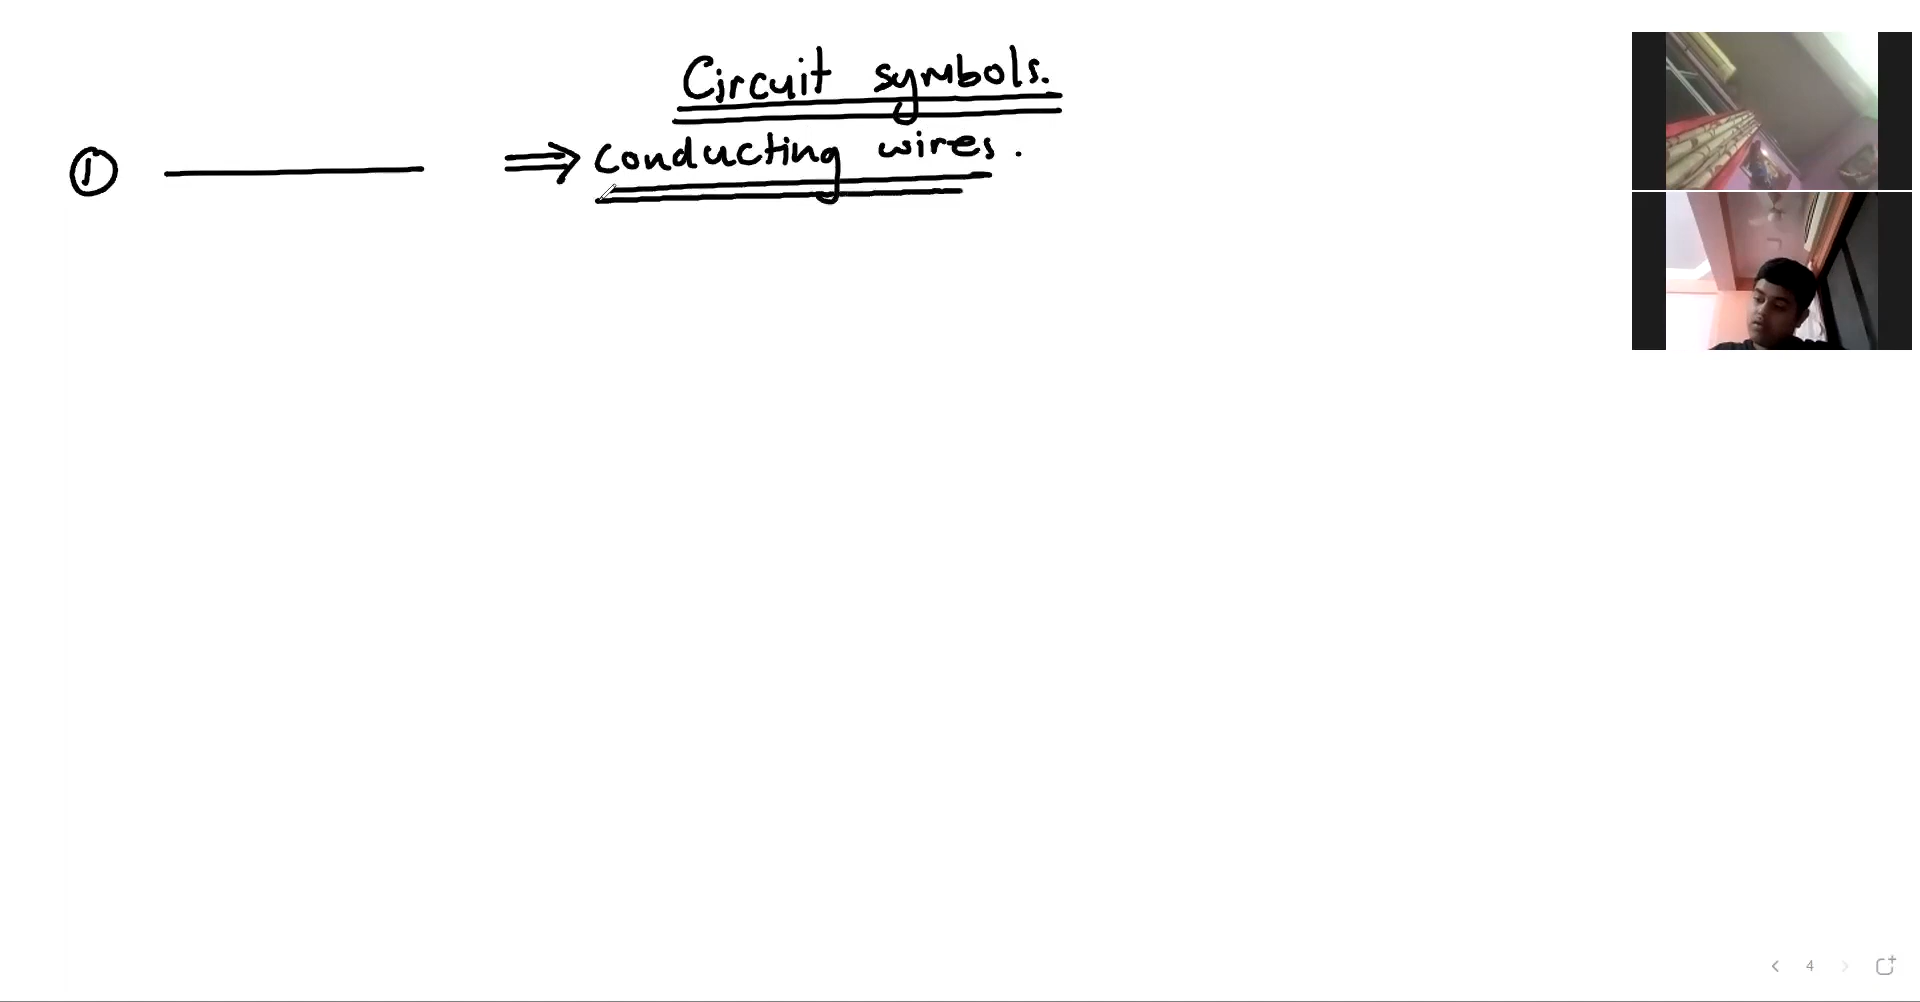 Circuit symbols.
① ⇒ conducting wires.
4